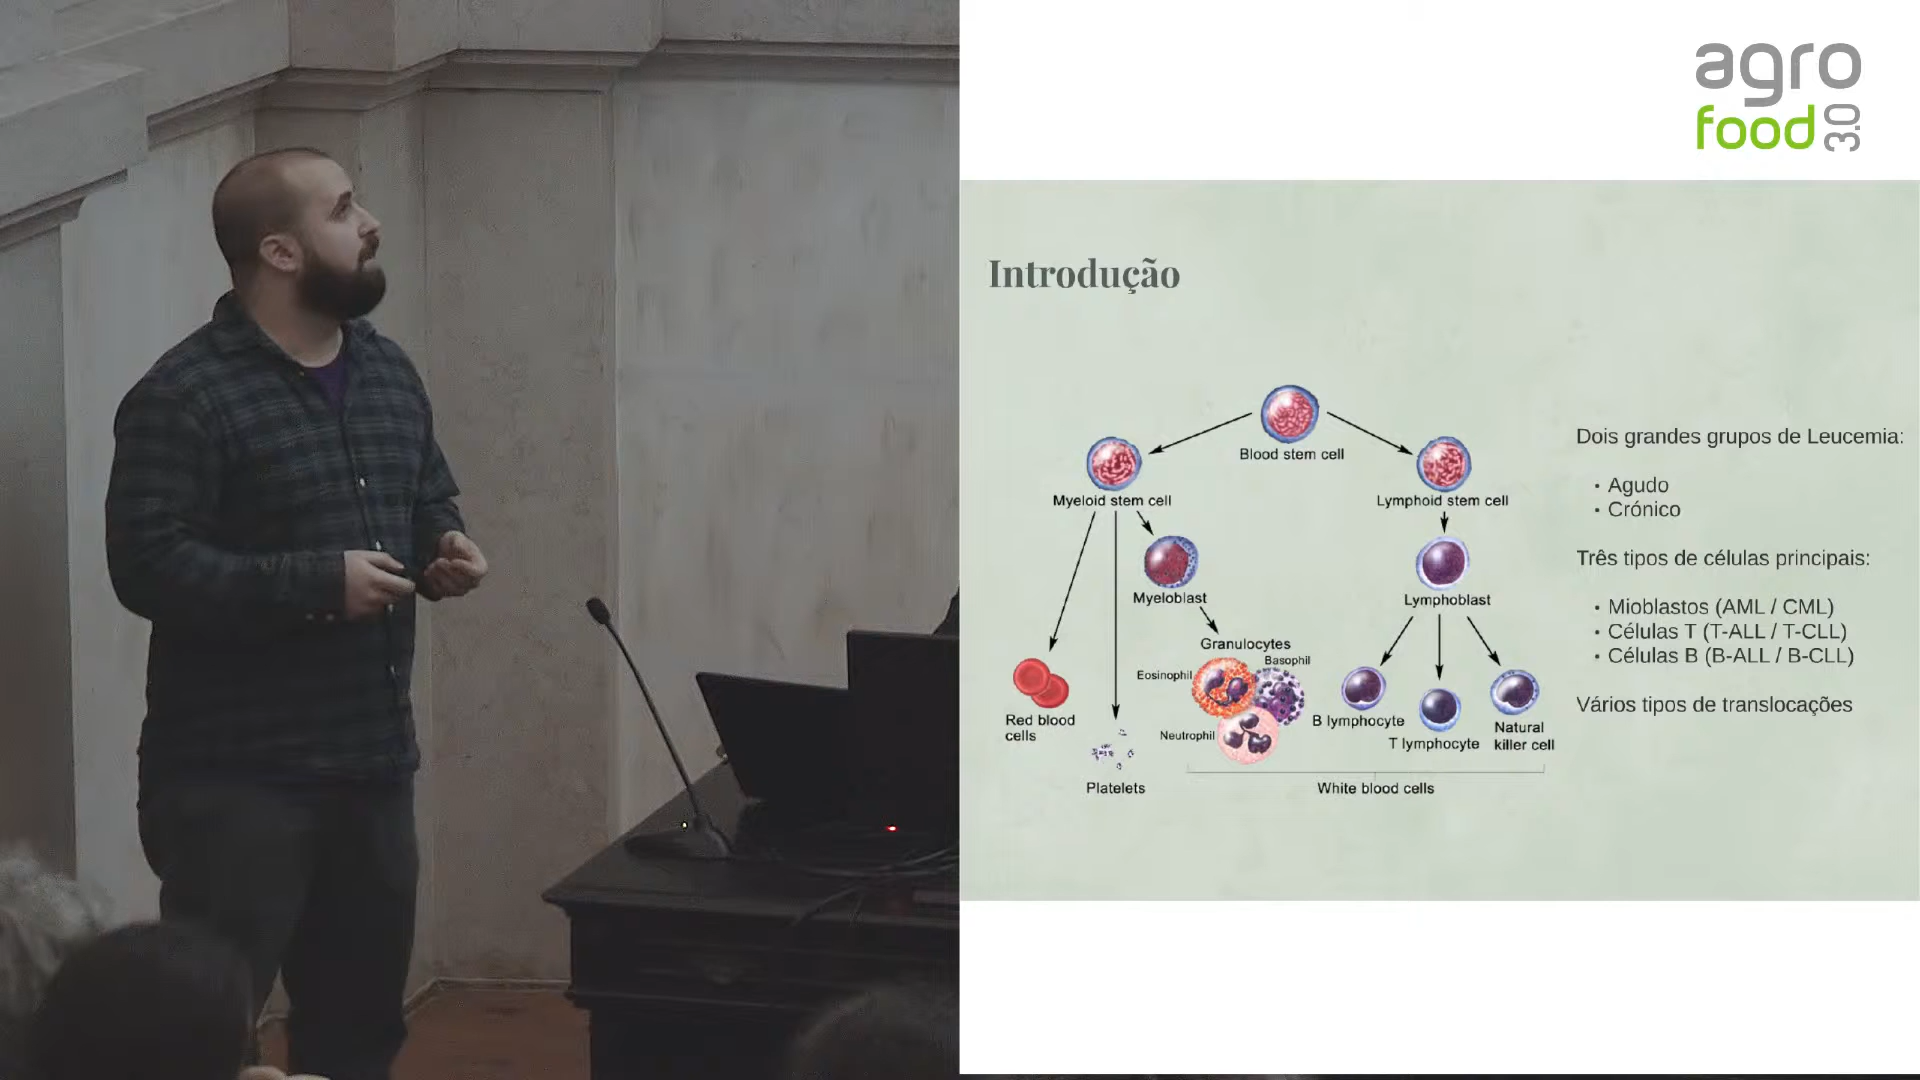 agro
food 3.0
Introdução
Blood stem cell
Myeloid stem cell
Lymphoid stem cell
Myeloblast
Lymphoblast
Granulocytes
Basophil
Eosinophil
Neutrophil
Red blood
cells
Platelets
B lymphocyte
T lymphocyte
Natural
killer cell
White blood cells
Dois grandes grupos de Leucemia:
• Agudo
• Crónico
Três tipos de células principais:
• Mioblastos (AML / CML)
• Células T (T-ALL / T-CLL)
• Células B (B-ALL / B-CLL)
Vários tipos de translocações